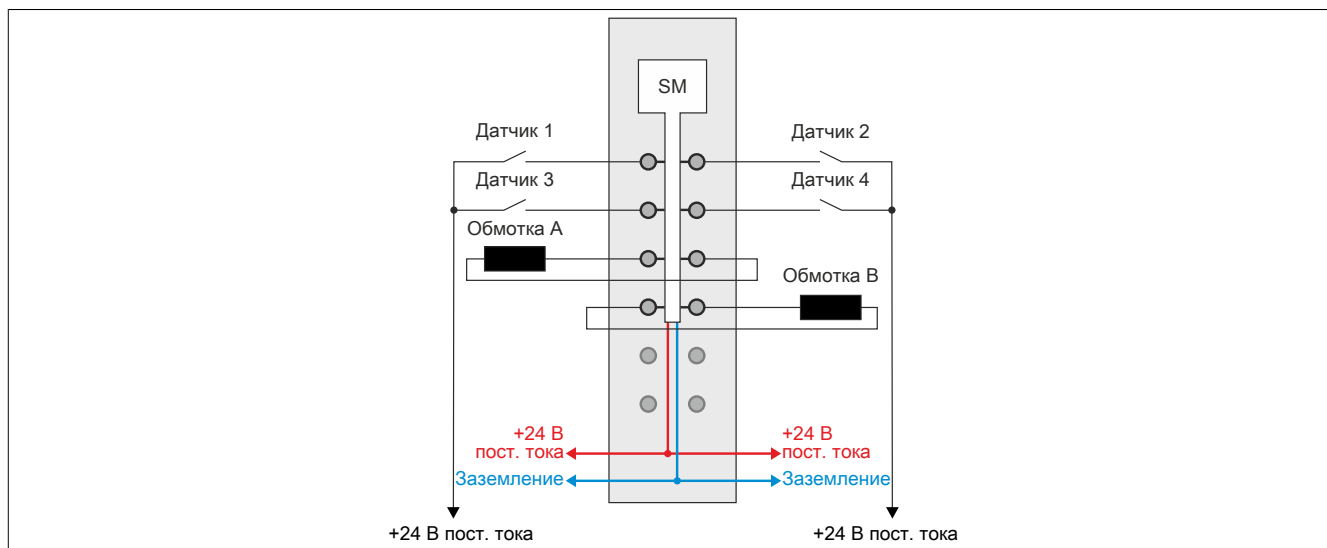 SM
Датчик 1
Датчик 2
Датчик 3
Датчик 4
Обмотка A
Обмотка B
+24 В
пост. тока
+24 В
пост. тока
Заземление
Заземление
+24 В пост. тока
+24 В пост. тока